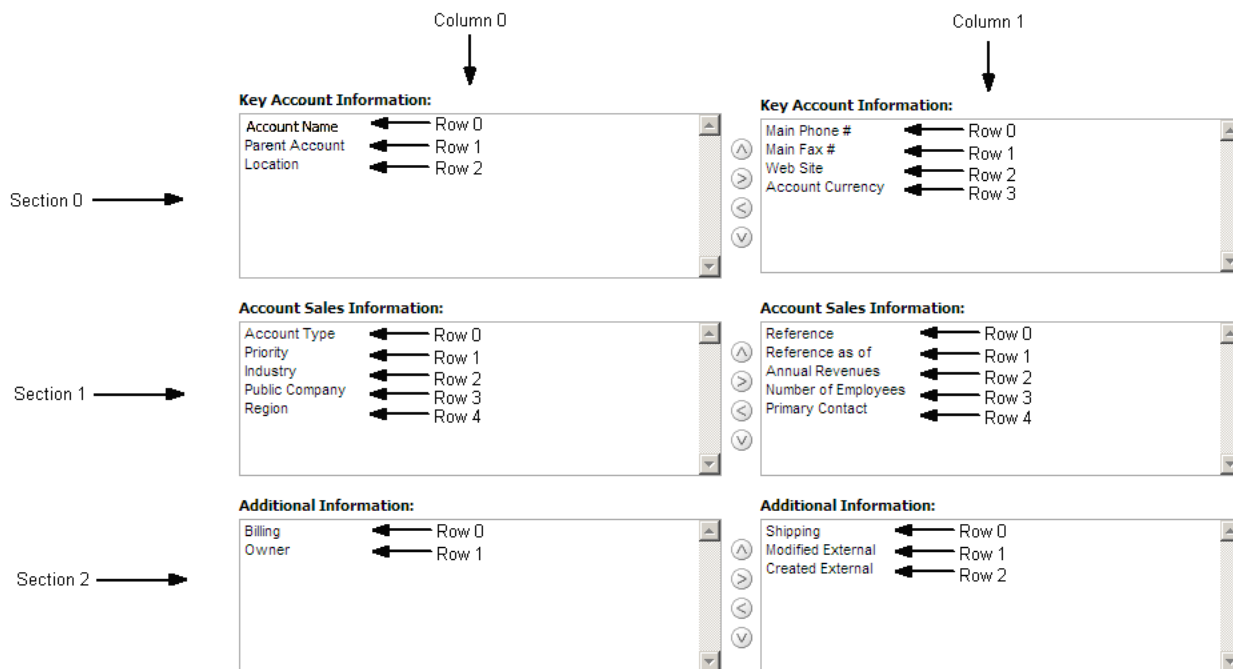 Column 0
Column 1
Key Account Information:
Key Account Information:
Account Name
Row 0
Parent Account
Row 1
Location
Row 2
Main Phone #
Row 0
Main Fax #
Row 1
Web Site
Row 2
Account Currency
Row 3
Section 0
Account Sales Information:
Account Sales Information:
Account Type
Row 0
Priority
Row 1
Industry
Row 2
Public Company
Row 3
Region
Row 4
Reference
Row 0
Reference as of
Row 1
Annual Revenues
Row 2
Number of Employees
Row 3
Primary Contact
Row 4
Section 1
Additional Information:
Additional Information:
Billing
Row 0
Owner
Row 1
Shipping
Row 0
Modified External
Row 1
Created External
Row 2
Section 2